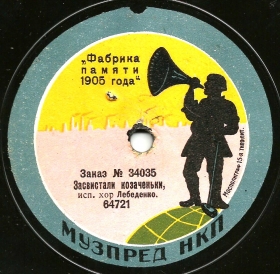 „Фабрика
памяти
1905 года“
Заказ № 34035
Засвистали козаченьки,
исп. хор Лебеденко.
64721
МУЗПРЕД НКП